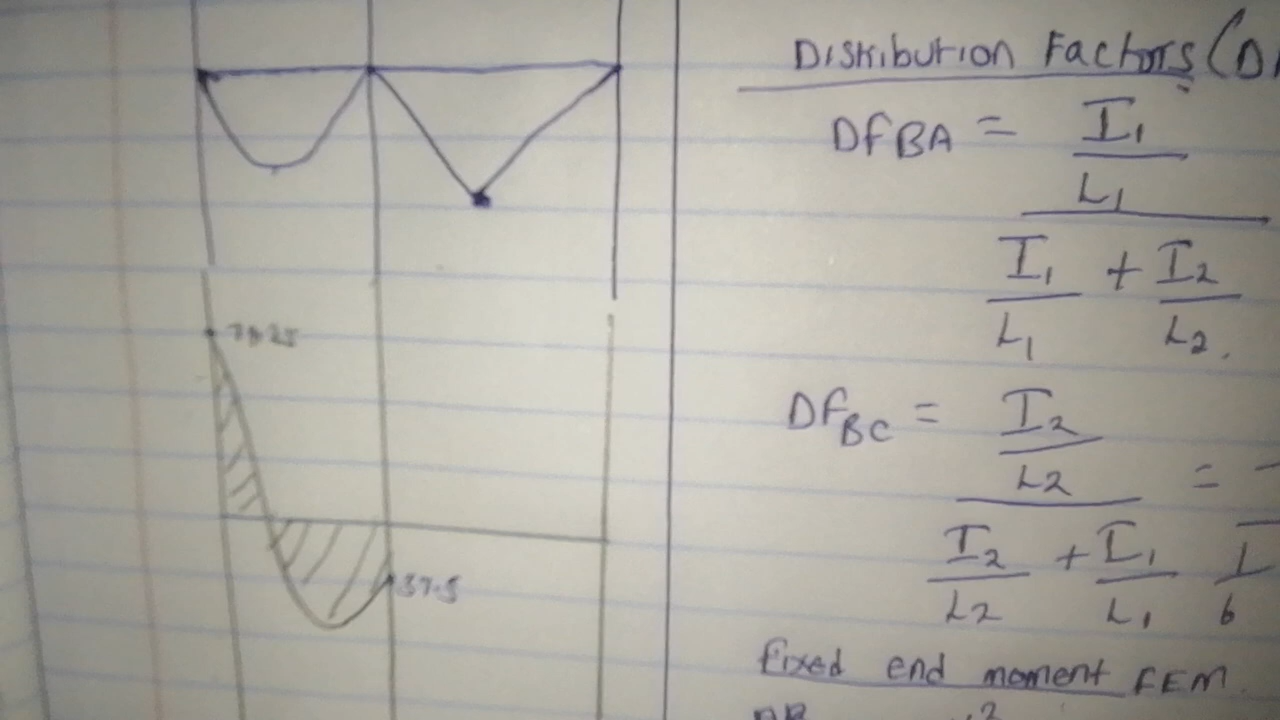 Distribution Factors (D
DfBA = I1
L1
I1 + I2
L1 L2.
DfBC = I2
L2 =
I2 + I1 I
L2 L1 6
37.5
fixed end moment FEM.